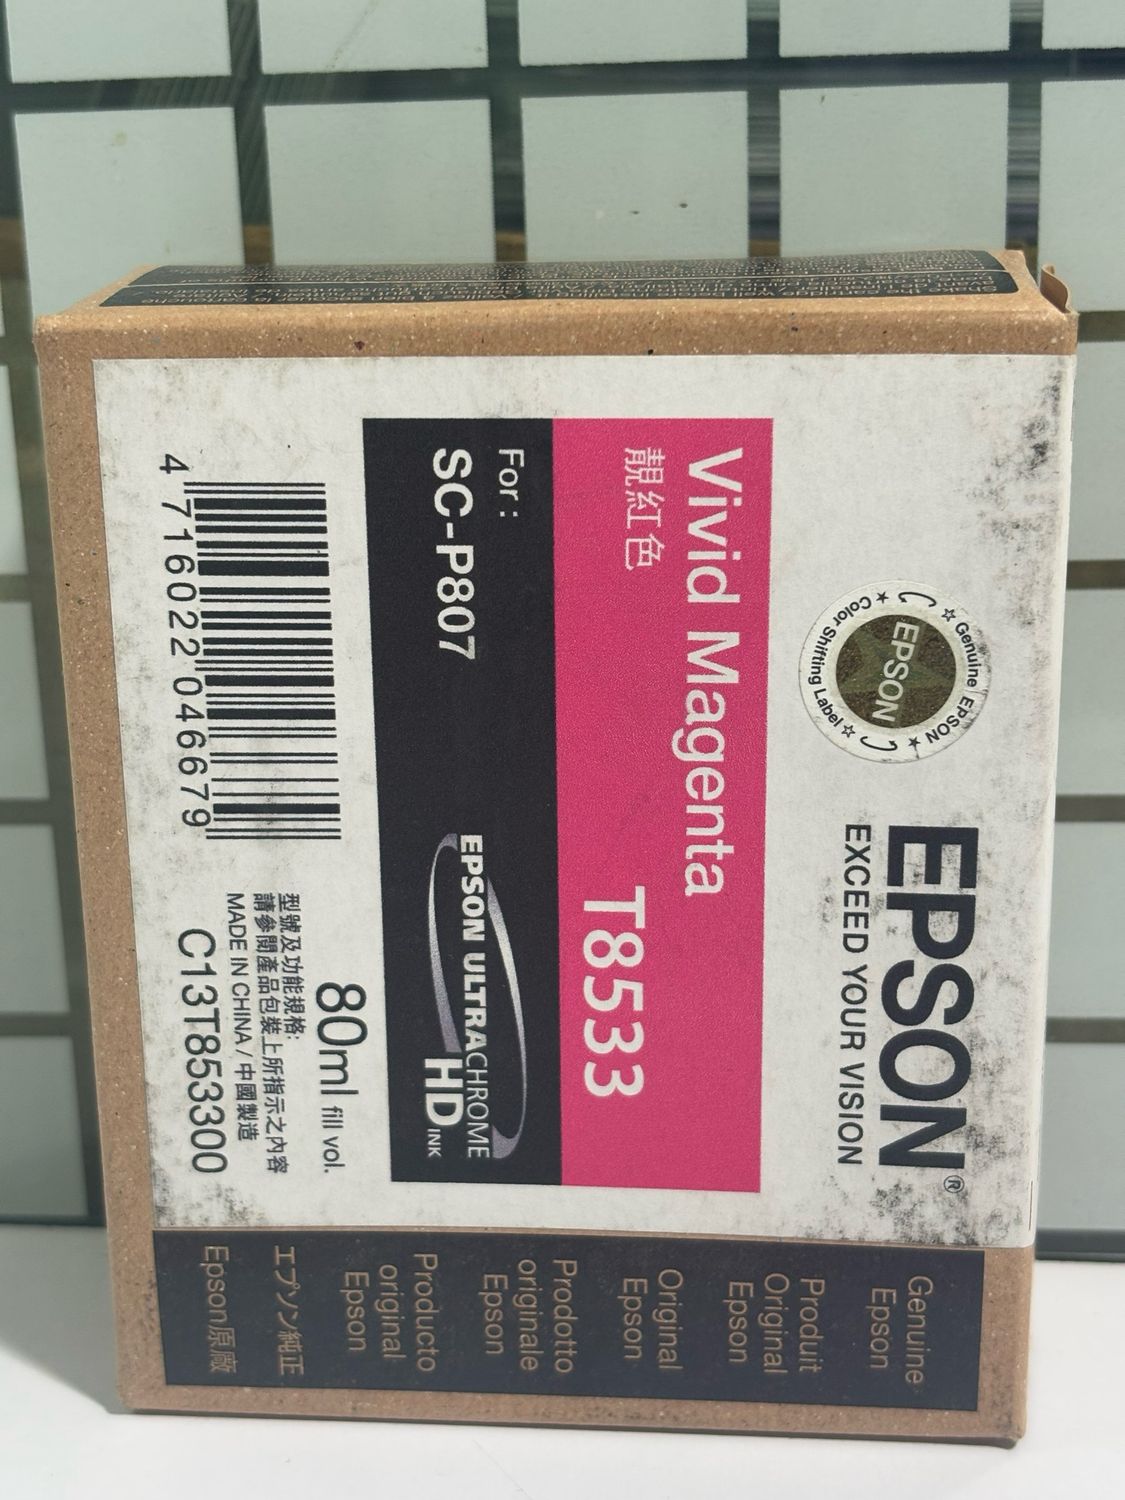 EPSON®
EXCEED YOUR VISION
☆ Genuine EPSON ★
★ Color Shifting Label ☆
EPSON
Vivid Magenta
靚紅色
T8533
For :
SC-P807
EPSON ULTRACHROME
HD INK
80ml fill vol.
型號及功能規格:
請參閱產品包裝上所指示之內容
MADE IN CHINA / 中國製造
C13T853300
4 716022 046679
Genuine
Epson
Produit
Original
Epson
Original
Epson
Prodotto
originale
Epson
Producto
original
Epson
エプソン純正
Epson原廠